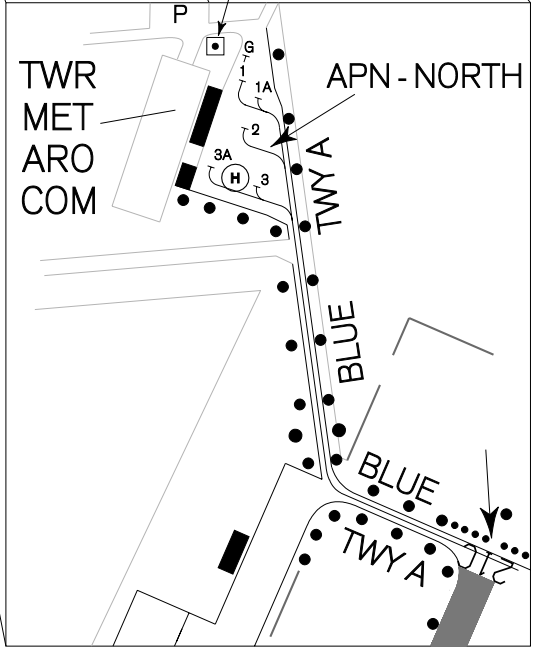 P
G
1
1A
2
3A
H
3
APN - NORTH
TWR
MET
ARO
COM
TWY A
BLUE
BLUE
TWY A